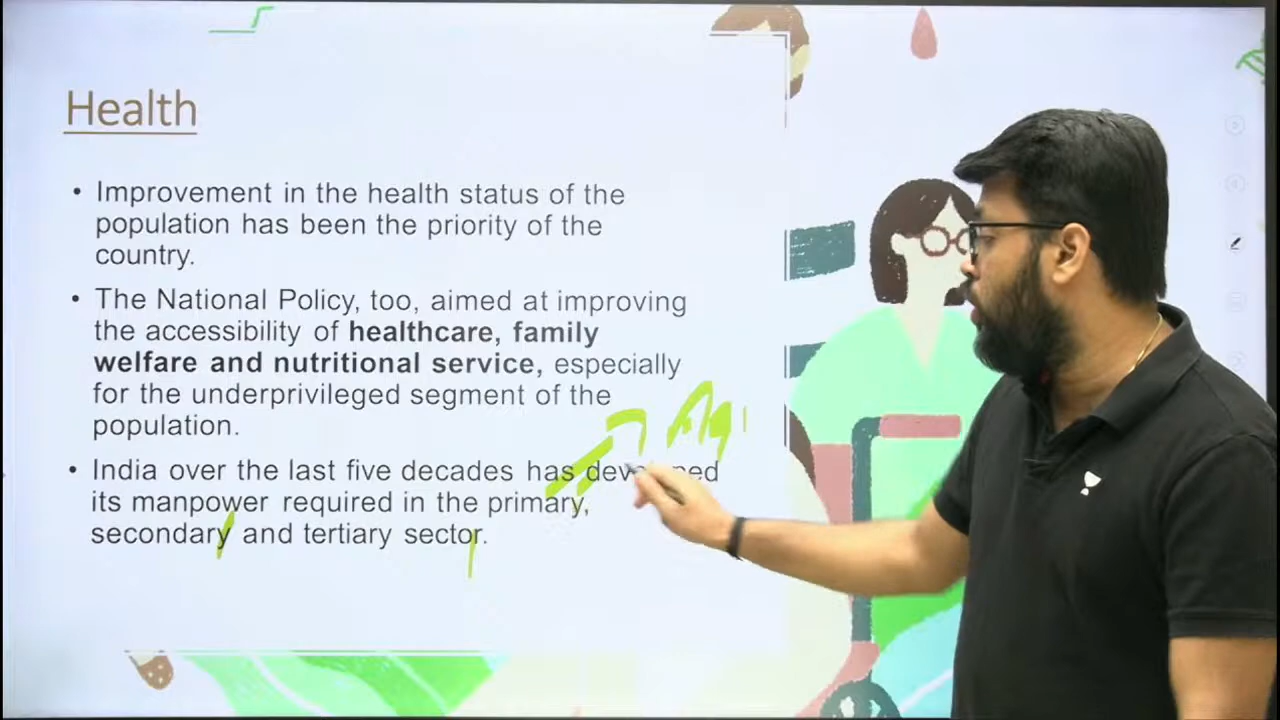 Health
• Improvement in the health status of the
population has been the priority of the
country.
• The National Policy, too, aimed at improving
the accessibility of healthcare, family
welfare and nutritional service, especially
for the underprivileged segment of the
population.
• India over the last five decades has
its manpower required in the primary,
secondary and tertiary sector.